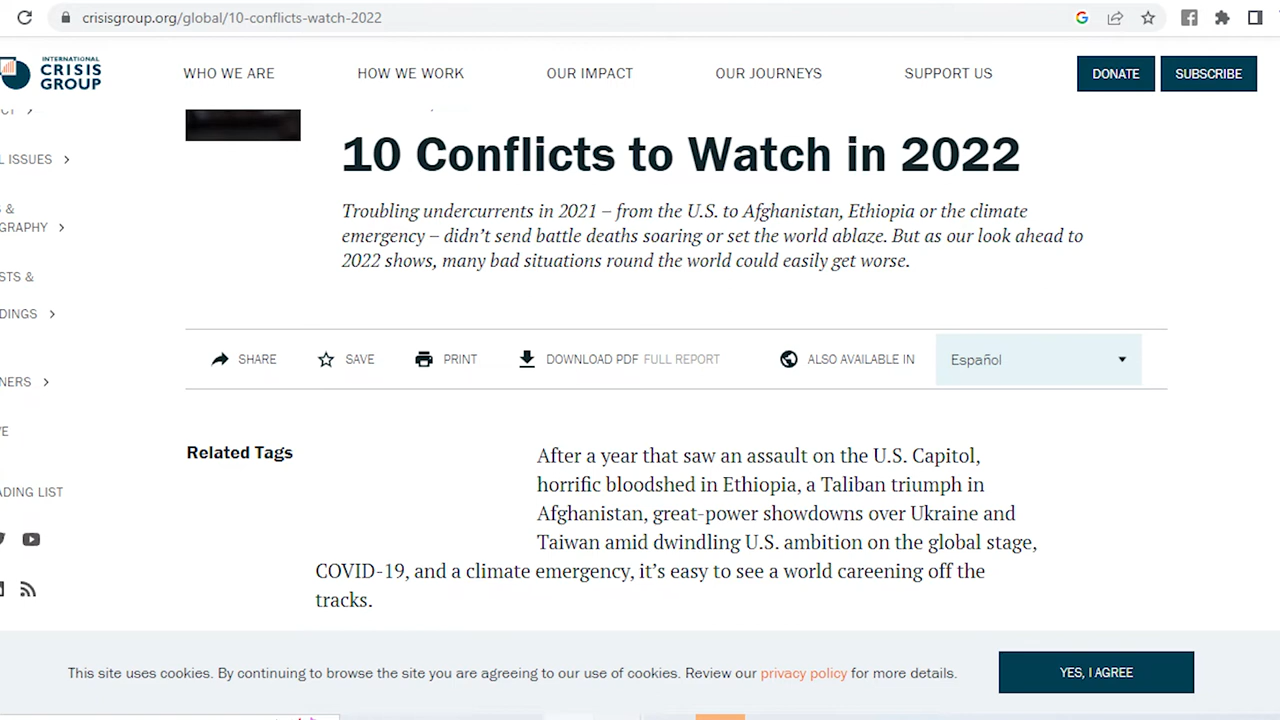 crisisgroup.org/global/10-conflicts-watch-2022
INTERNATIONAL
CRISIS
GROUP
WHO WE ARE
HOW WE WORK
OUR IMPACT
OUR JOURNEYS
SUPPORT US
DONATE
SUBSCRIBE
ISSUES
&
GRAPHY
STS &
DINGS
NERS
ADING LIST
10 Conflicts to Watch in 2022
Troubling undercurrents in 2021 – from the U.S. to Afghanistan, Ethiopia or the climate
emergency – didn’t send battle deaths soaring or set the world ablaze. But as our look ahead to
2022 shows, many bad situations round the world could easily get worse.
SHARE
SAVE
PRINT
DOWNLOAD PDF FULL REPORT
ALSO AVAILABLE IN
Español
Related Tags
After a year that saw an assault on the U.S. Capitol,
horrific bloodshed in Ethiopia, a Taliban triumph in
Afghanistan, great-power showdowns over Ukraine and
Taiwan amid dwindling U.S. ambition on the global stage,
COVID-19, and a climate emergency, it’s easy to see a world careening off the
tracks.
This site uses cookies. By continuing to browse the site you are agreeing to our use of cookies. Review our privacy policy for more details.
YES, I AGREE